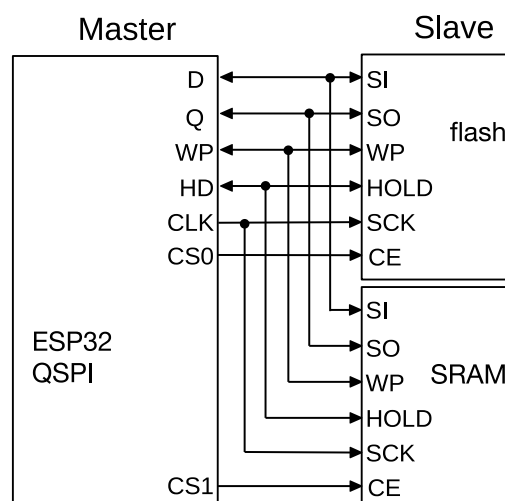 Master
Slave
D
Q
WP
HD
CLK
CS0
ESP32
QSPI
CS1
SI
SO
WP
HOLD
SCK
CE
flash
SI
SO
WP
HOLD
SCK
CE
SRAM